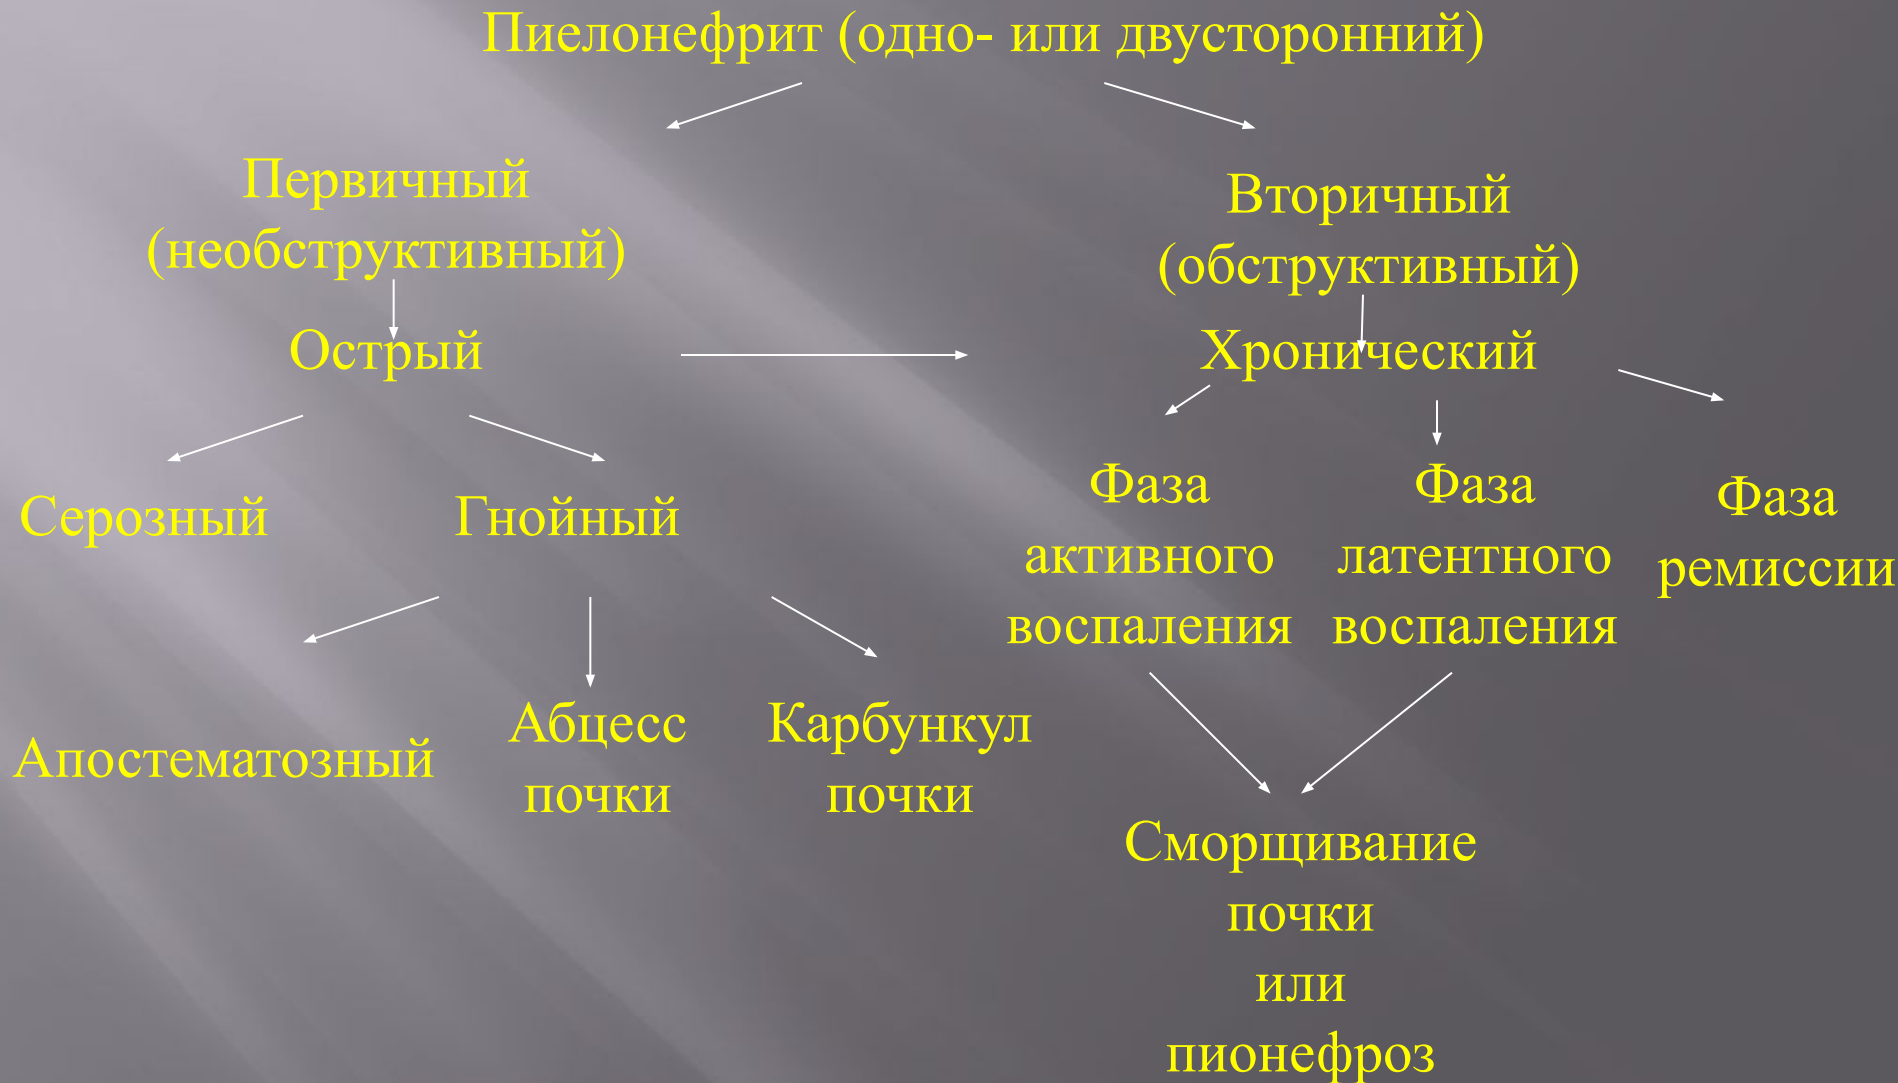 Пиелонефрит (одно- или двусторонний)
Первичный
(необструктивный)
Вторичный
(обструктивный)
Острый
Хронический
Серозный
Гнойный
Фаза
активного
воспаления
Фаза
латентного
воспаления
Фаза
ремиссии
Апостематозный
Абцесс
почки
Карбункул
почки
Сморщивание
почки
или
пионефроз